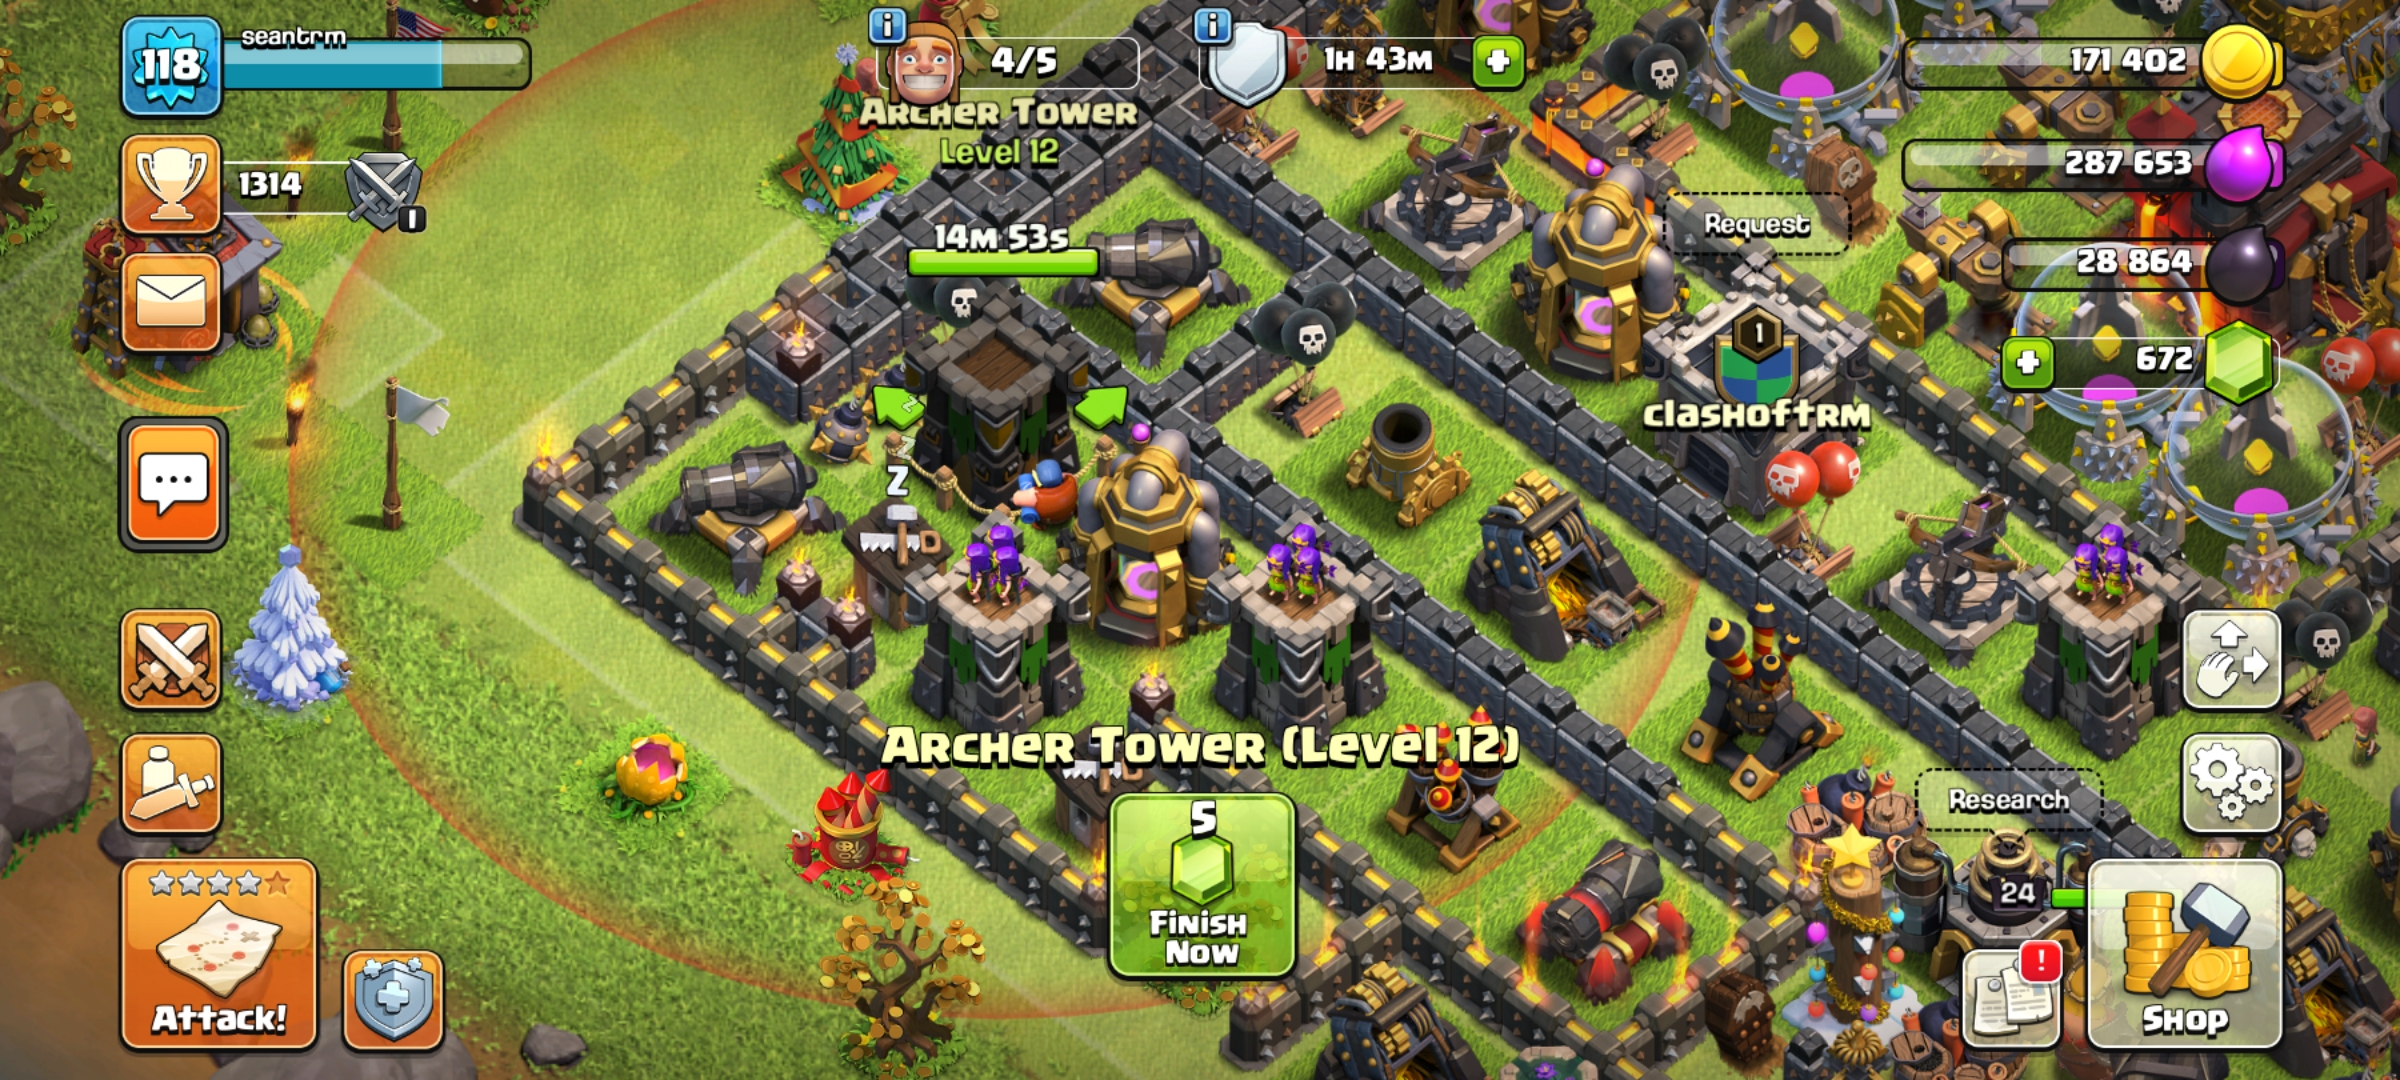 118
seantrm
4/5
1H 43M
171 402
Archer Tower
Level 12
1314
I
287 653
Request
14M 53s
28 864
1
672
clashoftrm
Z
Z
Archer Tower (Level 12)
Research
5
Finish
Now
24
!
Attack!
Shop